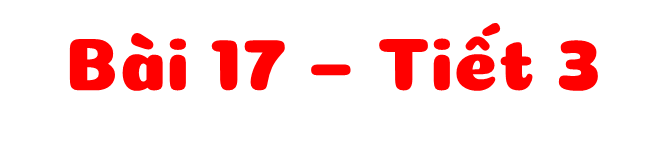 Bài 17 – Tiết 3